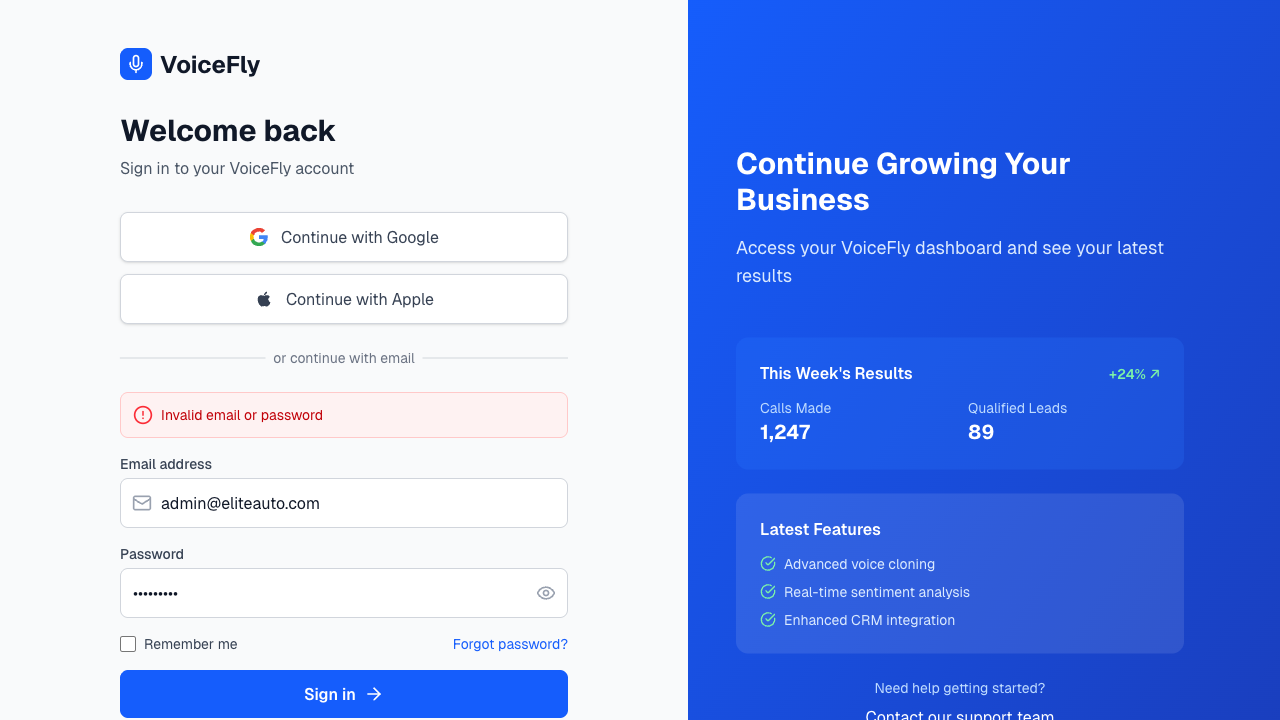 VoiceFly
Welcome back
Sign in to your VoiceFly account
Continue with Google
Continue with Apple
or continue with email
Invalid email or password
Email address
admin@eliteauto.com
Password
•••••••••
Remember me
Forgot password?
Sign in
Continue Growing Your
Business
Access your VoiceFly dashboard and see your latest
results
This Week's Results
+24%
Calls Made
Qualified Leads
1,247
89
Latest Features
Advanced voice cloning
Real-time sentiment analysis
Enhanced CRM integration
Need help getting started?
Contact our support team